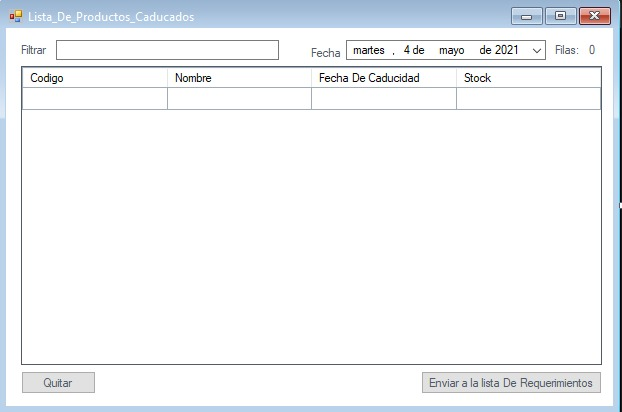 Lista_De_Productos_Caducados
Filtrar Fecha martes , 4 de mayo de 2021 Filas: 0
Codigo Nombre Fecha De Caducidad Stock
Quitar Enviar a la lista De Requerimientos